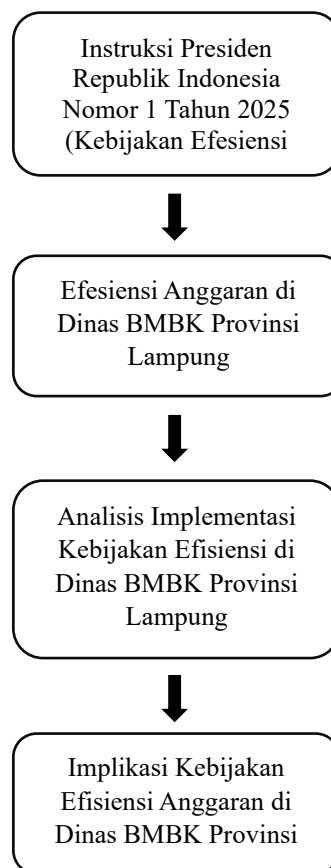 Instruksi Presiden
Republik Indonesia
Nomor 1 Tahun 2025
(Kebijakan Efesiensi
Efesiensi Anggaran di
Dinas BMBK Provinsi
Lampung
Analisis Implementasi
Kebijakan Efisiensi di
Dinas BMBK Provinsi
Lampung
Implikasi Kebijakan
Efisiensi Anggaran di
Dinas BMBK Provinsi